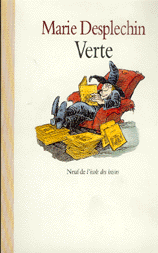 Marie Desplechin
Verte
Neuf de l'école des loisirs